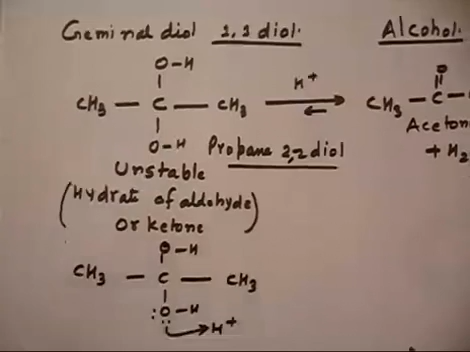 Geminal diol 1,1 diol. Alcohol.
O-H
CH3 — C — CH3 H+ CH3 — C —
O
O-H Propane 2,2 diol Aceton
Unstable + H2
(Hydrate of aldehyde)
Or ketone
O-H
CH3 — C — CH3
:O-H
H+